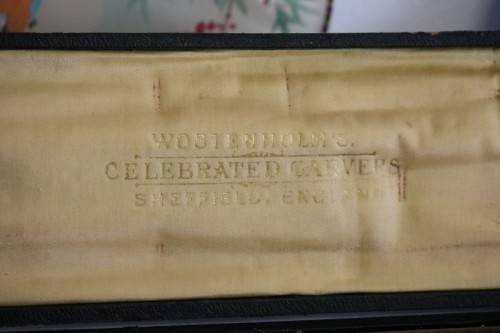 WOSTENHOLM'S.
CELEBRATED CARVERS
SHEFFIELD, ENGLAND